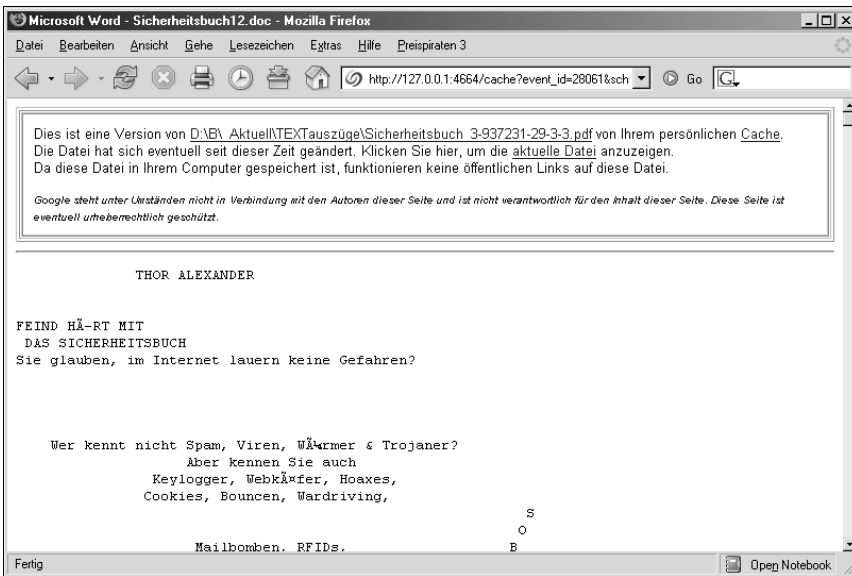 Microsoft Word - Sicherheitsbuch12.doc - Mozilla Firefox
Datei Bearbeiten Ansicht Gehe Lesezeichen Extras Hilfe Preispiraten 3
http://127.0.0.1:4664/cache?event_id=28061&sch Go G
Dies ist eine Version von D:\B\_Aktuell\TEXTauszüge\Sicherheitsbuch_3-937231-29-3-3.pdf von Ihrem persönlichen Cache.
Die Datei hat sich eventuell seit dieser Zeit geändert. Klicken Sie hier, um die aktuelle Datei anzuzeigen.
Da diese Datei in Ihrem Computer gespeichert ist, funktionieren keine öffentlichen Links auf diese Datei.
Google steht unter Umständen nicht in Verbindung mit den Autoren dieser Seite und ist nicht verantwortlich für den Inhalt dieser Seite. Diese Seite ist
eventuell urheberrechtlich geschützt.
THOR ALEXANDER
FEIND HÃ–RT MIT
DAS SICHERHEITSBUCH
Sie glauben, im Internet lauern keine Gefahren?
Wer kennt nicht Spam, Viren, WÃ¼rmer & Trojaner?
Aber kennen Sie auch
Keylogger, WebkÃ¤fer, Hoaxes,
Cookies, Bouncen, Wardriving,
S
O
Mailbomben, RFIDs, B
Fertig Open Notebook